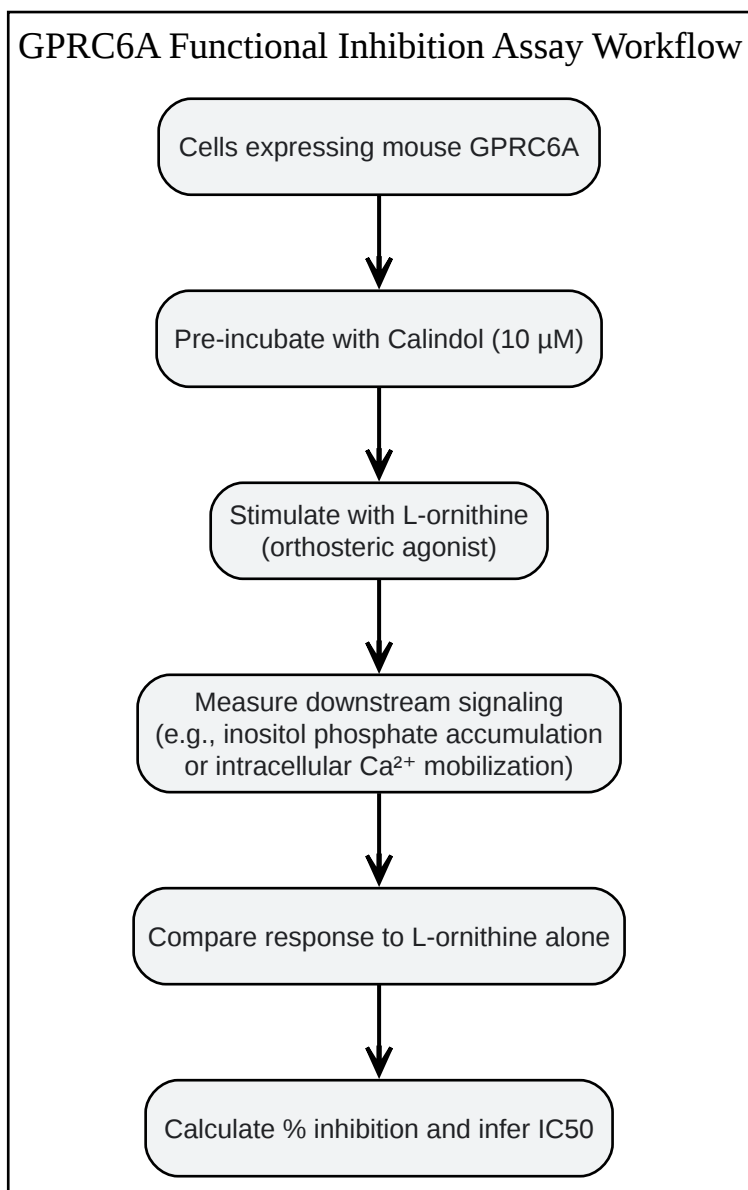 GPRC6A Functional Inhibition Assay Workflow
Cells expressing mouse GPRC6A
Pre-incubate with Calindol (10 µM)
Stimulate with L-ornithine
(orthosteric agonist)
Measure downstream signaling
(e.g., inositol phosphate accumulation
or intracellular Ca²⁺ mobilization)
Compare response to L-ornithine alone
Calculate % inhibition and infer IC50